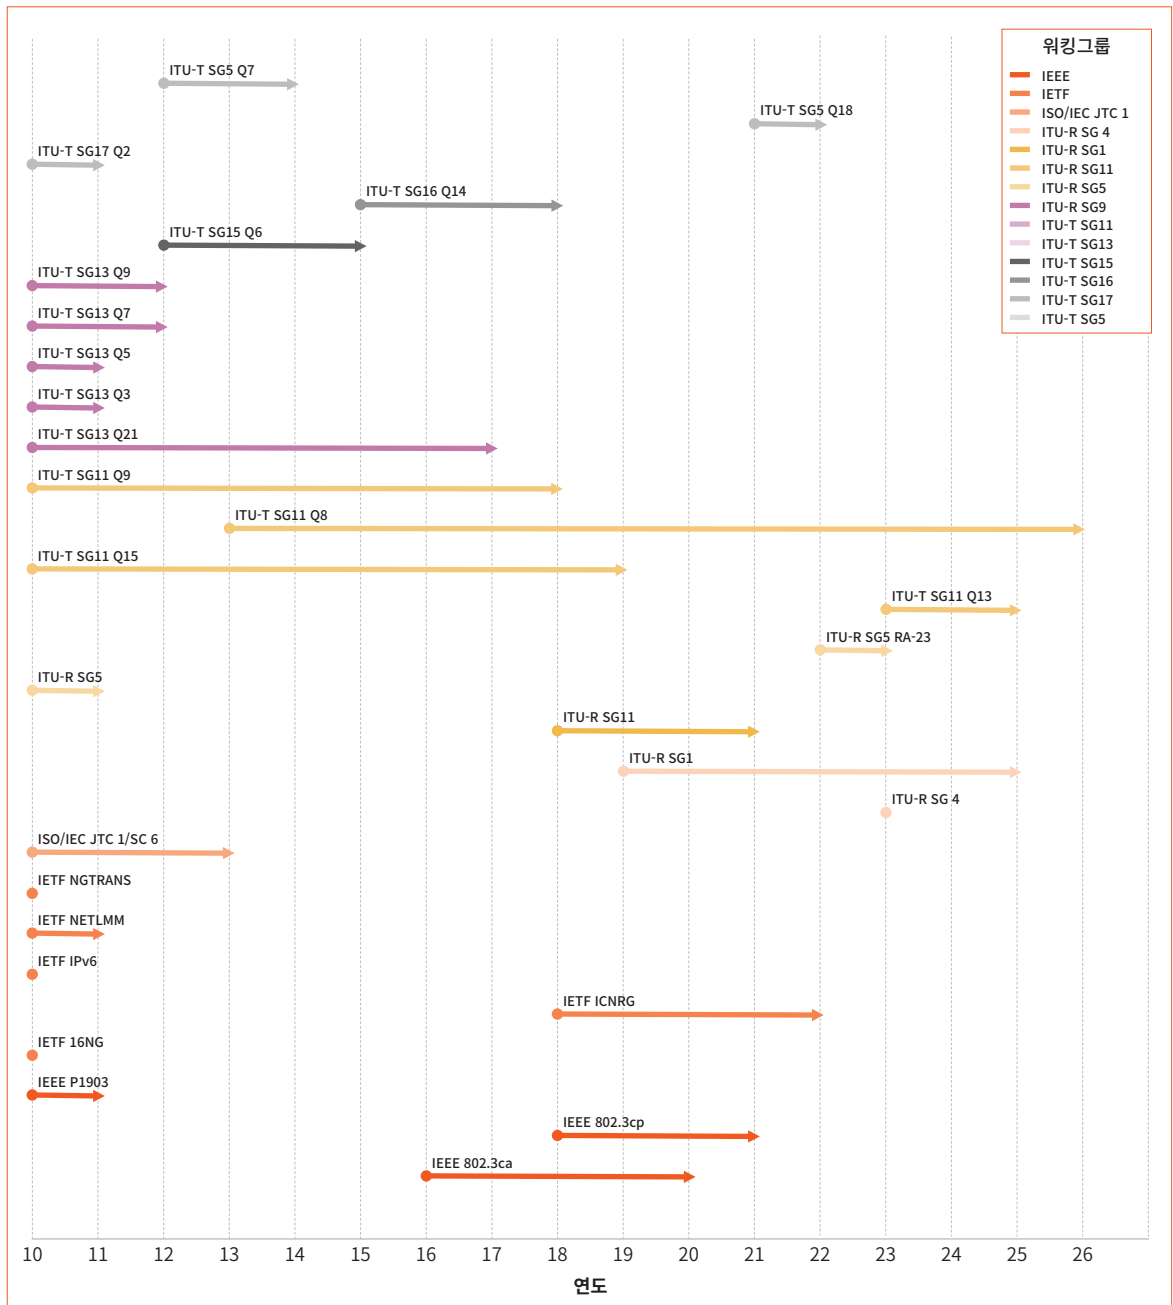 워킹그룹
IEEE
IETF
ISO/IEC JTC 1
ITU-R SG 4
ITU-R SG1
ITU-R SG11
ITU-R SG5
ITU-R SG9
ITU-T SG11
ITU-T SG13
ITU-T SG15
ITU-T SG16
ITU-T SG17
ITU-T SG5
ITU-T SG5 Q7
ITU-T SG5 Q18
ITU-T SG17 Q2
ITU-T SG16 Q14
ITU-T SG15 Q6
ITU-T SG13 Q9
ITU-T SG13 Q7
ITU-T SG13 Q5
ITU-T SG13 Q3
ITU-T SG13 Q21
ITU-T SG11 Q9
ITU-T SG11 Q8
ITU-T SG11 Q15
ITU-T SG11 Q13
ITU-R SG5 RA-23
ITU-R SG5
ITU-R SG11
ITU-R SG1
ITU-R SG 4
ISO/IEC JTC 1/SC 6
IETF NGTRANS
IETF NETLMM
IETF IPv6
IETF ICNRG
IETF 16NG
IEEE P1903
IEEE 802.3cp
IEEE 802.3ca
10 11 12 13 14 15 16 17 18 19 20 21 22 23 24 25 26
연도